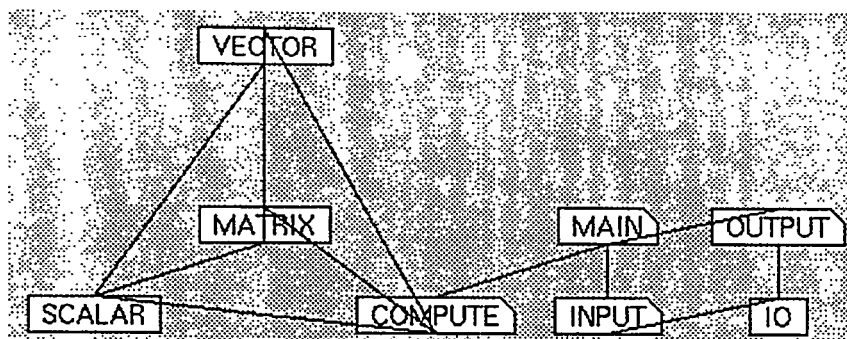 VECTOR
MATRIX MAIN OUTPUT
SCALAR COMPUTE INPUT IO